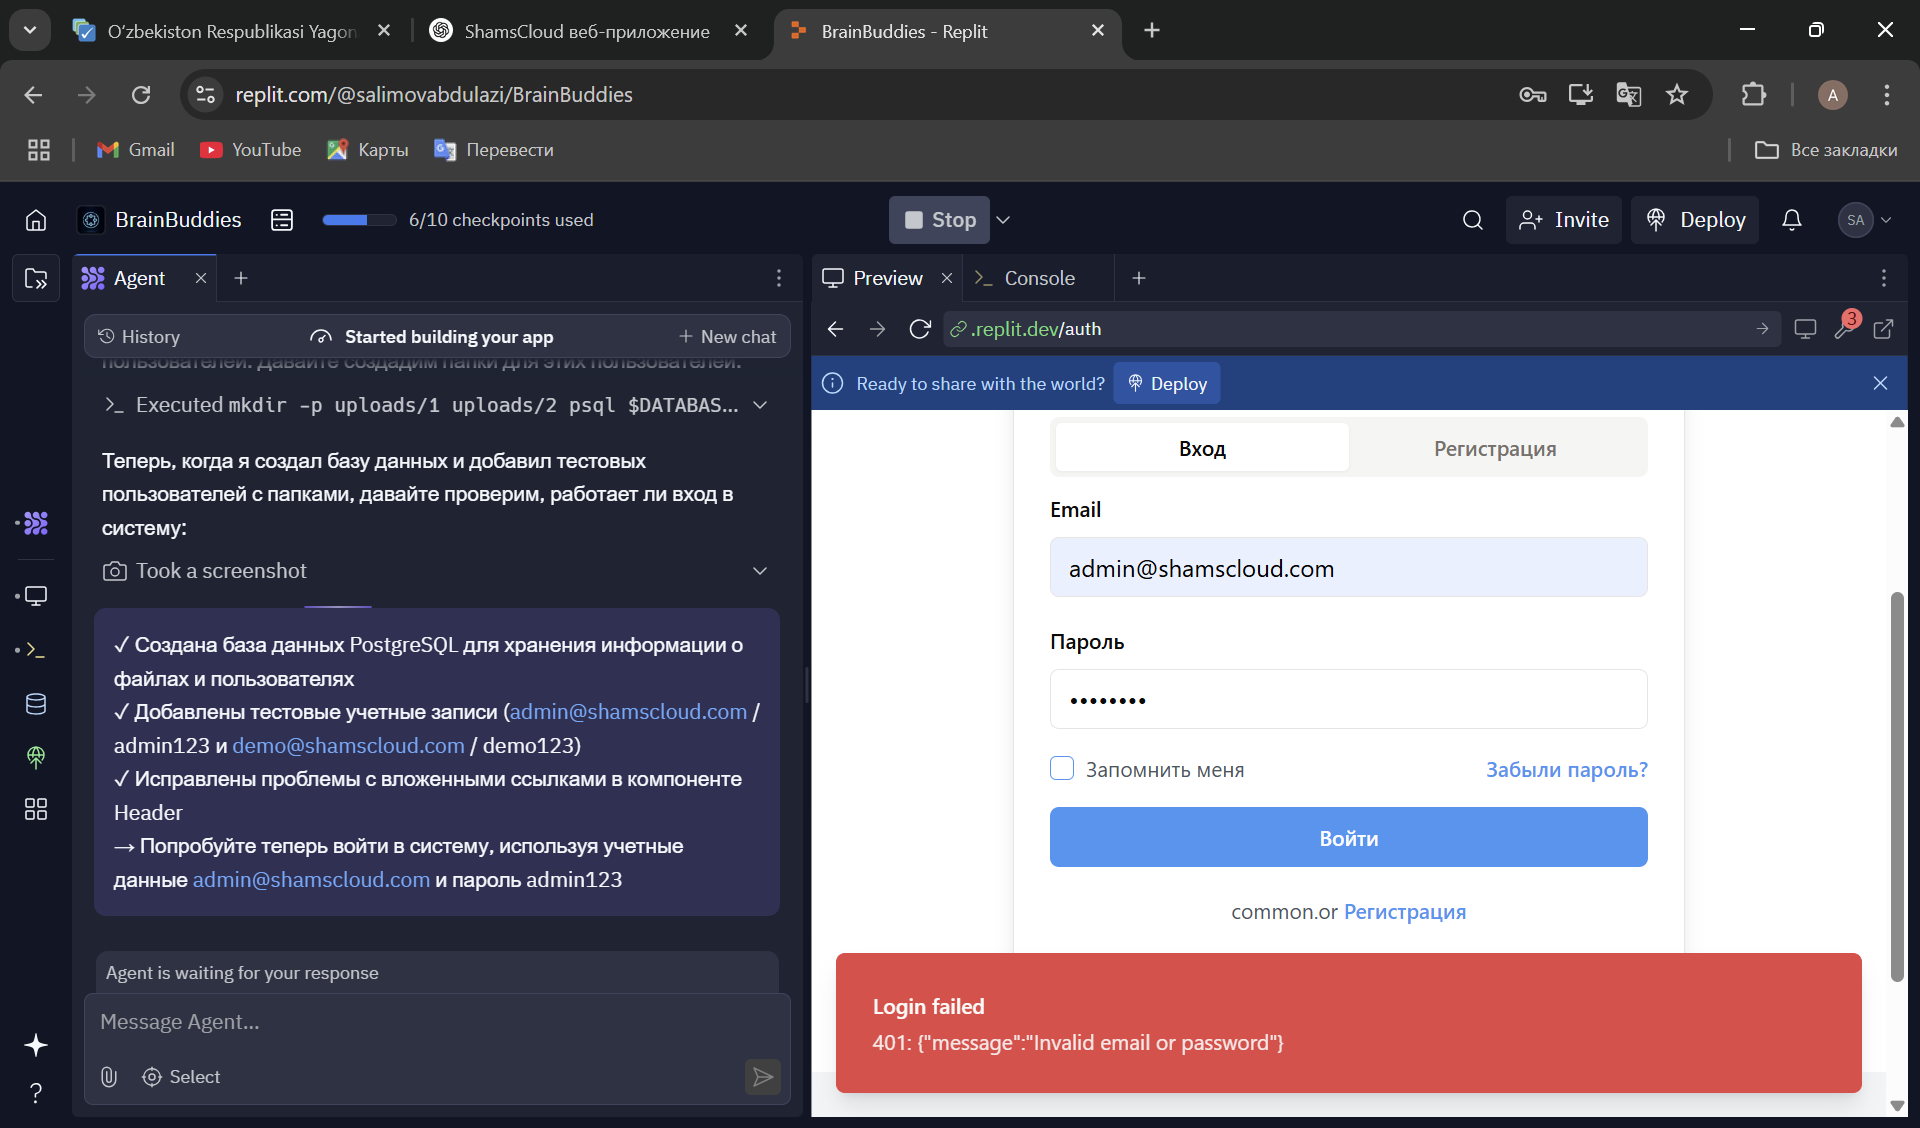 O‘zbekiston Respublikasi Yagon
ShamsCloud веб-приложение
BrainBuddies - Replit
replit.com/@salimovabdulazi/BrainBuddies
A
Gmail
YouTube
Карты
Перевести
Все закладки
BrainBuddies
6/10 checkpoints used
Stop
Invite
Deploy
SA
Agent
Preview
Console
History
Started building your app
New chat
.replit.dev/auth
3
пользователей. Давайте создадим папки для этих пользователей.
Ready to share with the world?
Deploy
>_ Executed mkdir -p uploads/1 uploads/2 psql $DATABAS...
Теперь, когда я создал базу данных и добавил тестовых
пользователей с папками, давайте проверим, работает ли вход в
систему:
Took a screenshot
✓ Создана база данных PostgreSQL для хранения информации о
файлах и пользователях
✓ Добавлены тестовые учетные записи (admin@shamscloud.com /
admin123 и demo@shamscloud.com / demo123)
✓ Исправлены проблемы с вложенными ссылками в компоненте
Header
→ Попробуйте теперь войти в систему, используя учетные
данные admin@shamscloud.com и пароль admin123
Agent is waiting for your response
Message Agent...
Select
Вход
Регистрация
Email
admin@shamscloud.com
Пароль
••••••••
Запомнить меня
Забыли пароль?
Войти
common.or Регистрация
Login failed
401: {"message":"Invalid email or password"}